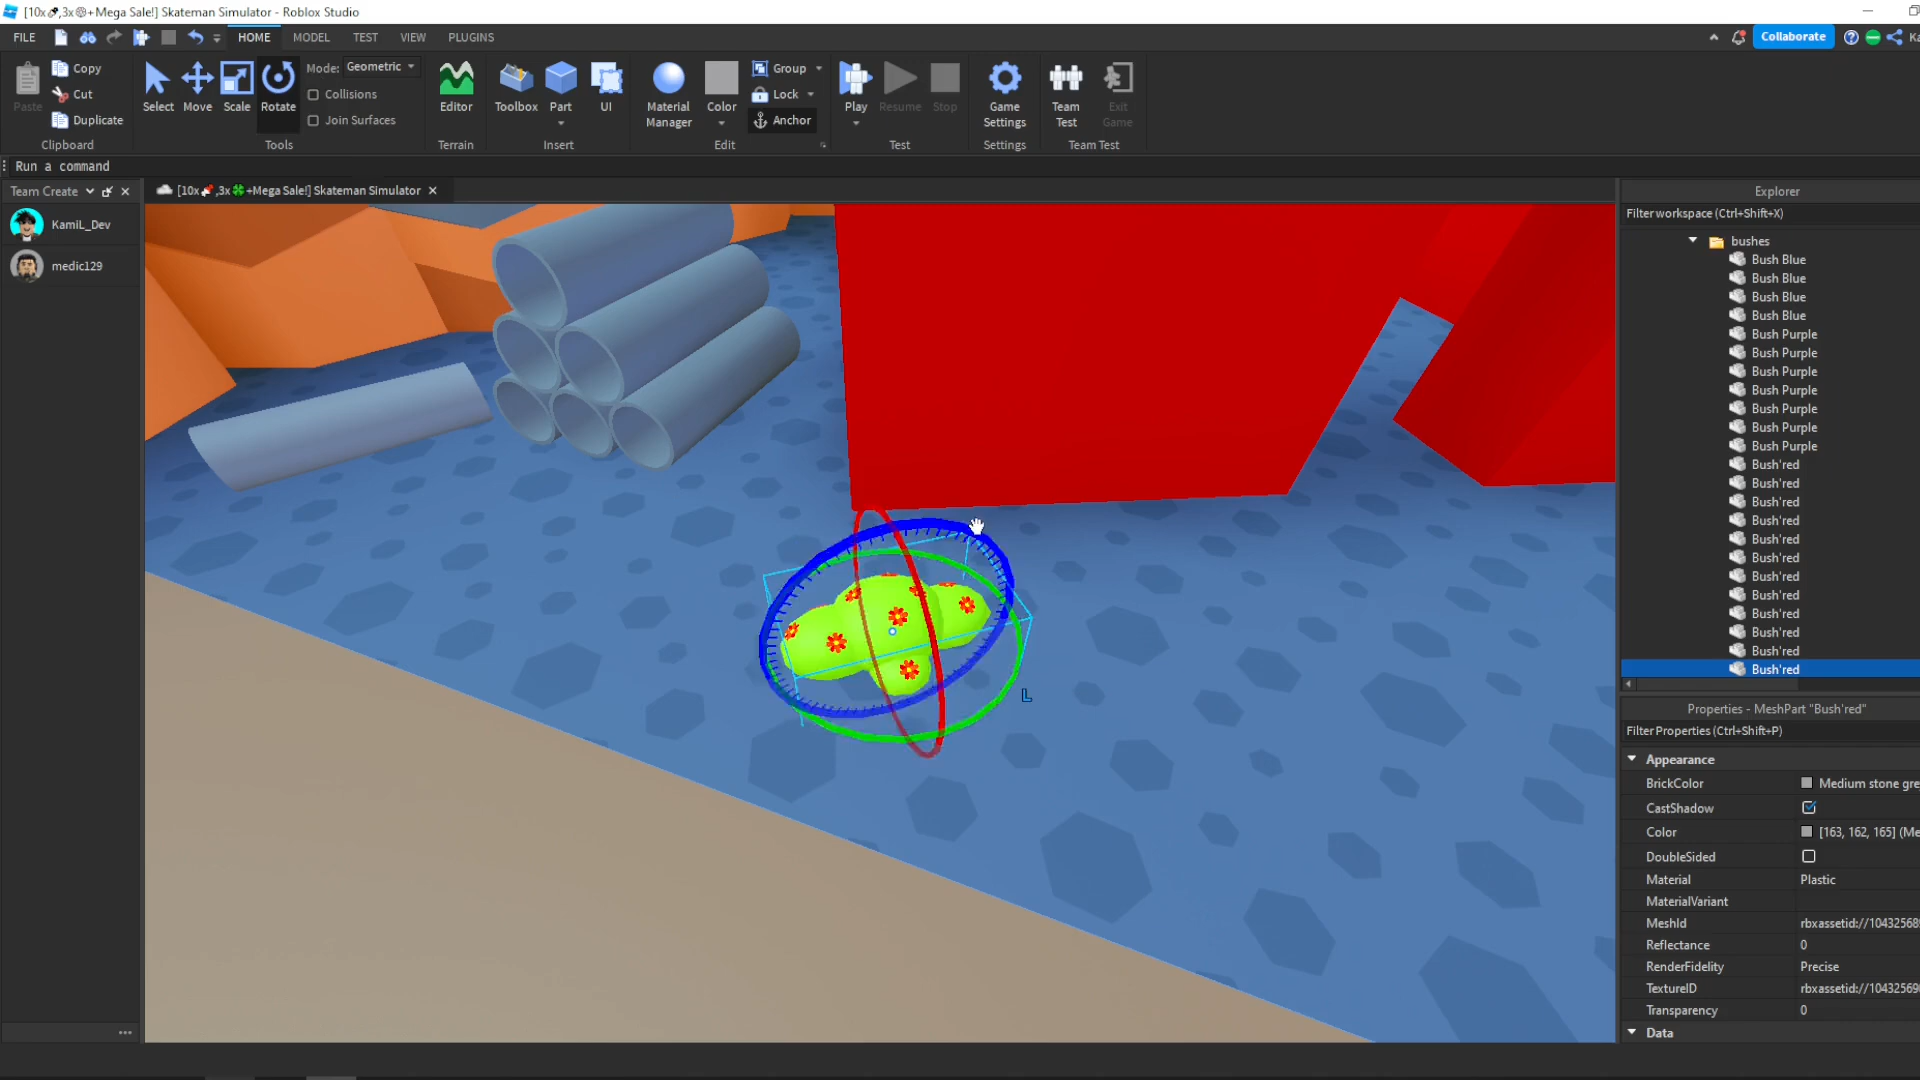 [10x🚀,3x🍀+Mega Sale!] Skateman Simulator - Roblox Studio
FILE HOME MODEL TEST VIEW PLUGINS Collaborate
Paste Copy Cut Duplicate
Clipboard
Select Move Scale Rotate
Mode: Geometric
Collisions
Join Surfaces
Tools
Editor
Terrain
Toolbox Part UI
Insert
Material Manager Color
Group
Lock
Anchor
Edit
Play Resume Stop
Test
Game Settings
Settings
Team Test Exit Game
Team Test
Run a command
Team Create
KamiL_Dev
medic129
[10x🚀,3x🍀+Mega Sale!] Skateman Simulator
L
Explorer
Filter workspace (Ctrl+Shift+X)
bushes
Bush Blue
Bush Blue
Bush Blue
Bush Blue
Bush Purple
Bush Purple
Bush Purple
Bush Purple
Bush Purple
Bush Purple
Bush Purple
Bush'red
Bush'red
Bush'red
Bush'red
Bush'red
Bush'red
Bush'red
Bush'red
Bush'red
Bush'red
Bush'red
Bush'red
Properties - MeshPart "Bush'red"
Filter Properties (Ctrl+Shift+P)
Appearance
BrickColor Medium stone gre
CastShadow
Color [163, 162, 165] (Me
DoubleSided
Material Plastic
MaterialVariant
MeshId rbxassetid://10432568
Reflectance 0
RenderFidelity Precise
TextureID rbxassetid://10432569
Transparency 0
Data